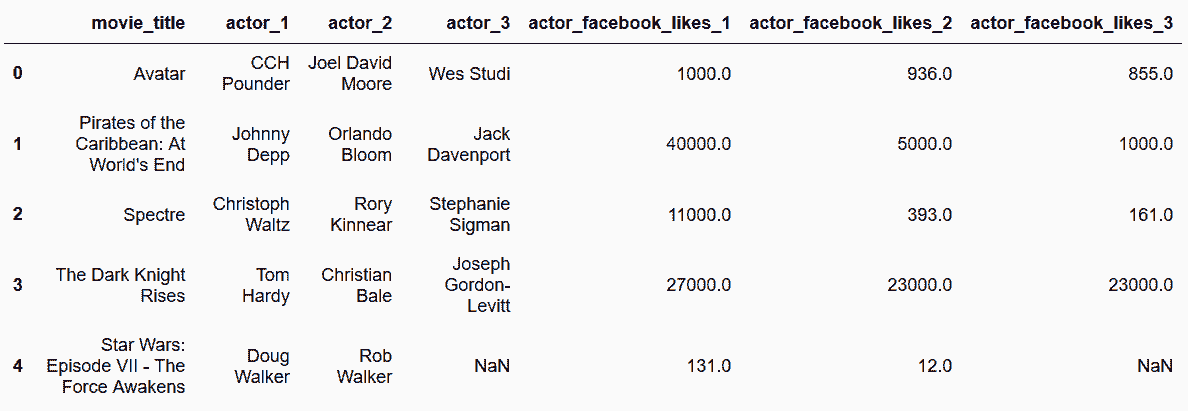 movie_title actor_1 actor_2 actor_3 actor_facebook_likes_1 actor_facebook_likes_2 actor_facebook_likes_3
0 Avatar CCH Pounder Joel David Moore Wes Studi 1000.0 936.0 855.0
1 Pirates of the Caribbean: At World's End Johnny Depp Orlando Bloom Jack Davenport 40000.0 5000.0 1000.0
2 Spectre Christoph Waltz Rory Kinnear Stephanie Sigman 11000.0 393.0 161.0
3 The Dark Knight Rises Tom Hardy Christian Bale Joseph Gordon-Levitt 27000.0 23000.0 23000.0
4 Star Wars: Episode VII - The Force Awakens Doug Walker Rob Walker NaN 131.0 12.0 NaN